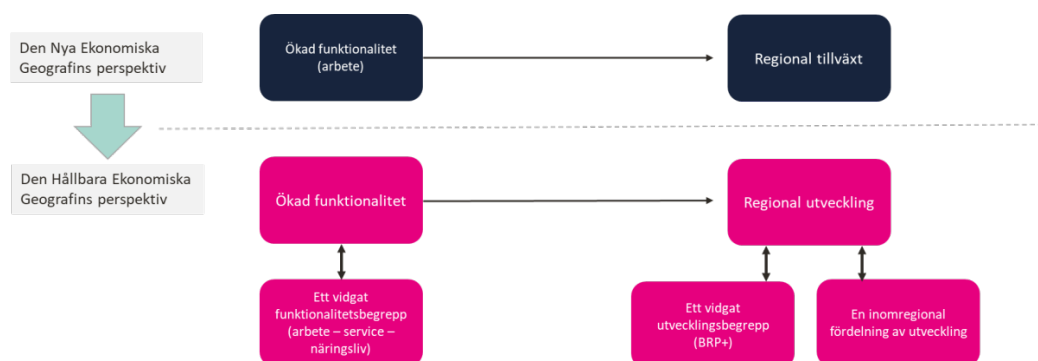 Den Nya Ekonomiska
Geografins perspektiv
Ökad funktionalitet
(arbete)
Regional tillväxt
Den Hållbara Ekonomiska
Geografins perspektiv
Ökad funktionalitet
Regional utveckling
Ett vidgat
funktionalitetsbegrepp
(arbete – service –
näringsliv)
Ett vidgat
utvecklingsbegrepp
(BRP+)
En inomregional
fördelning av utveckling